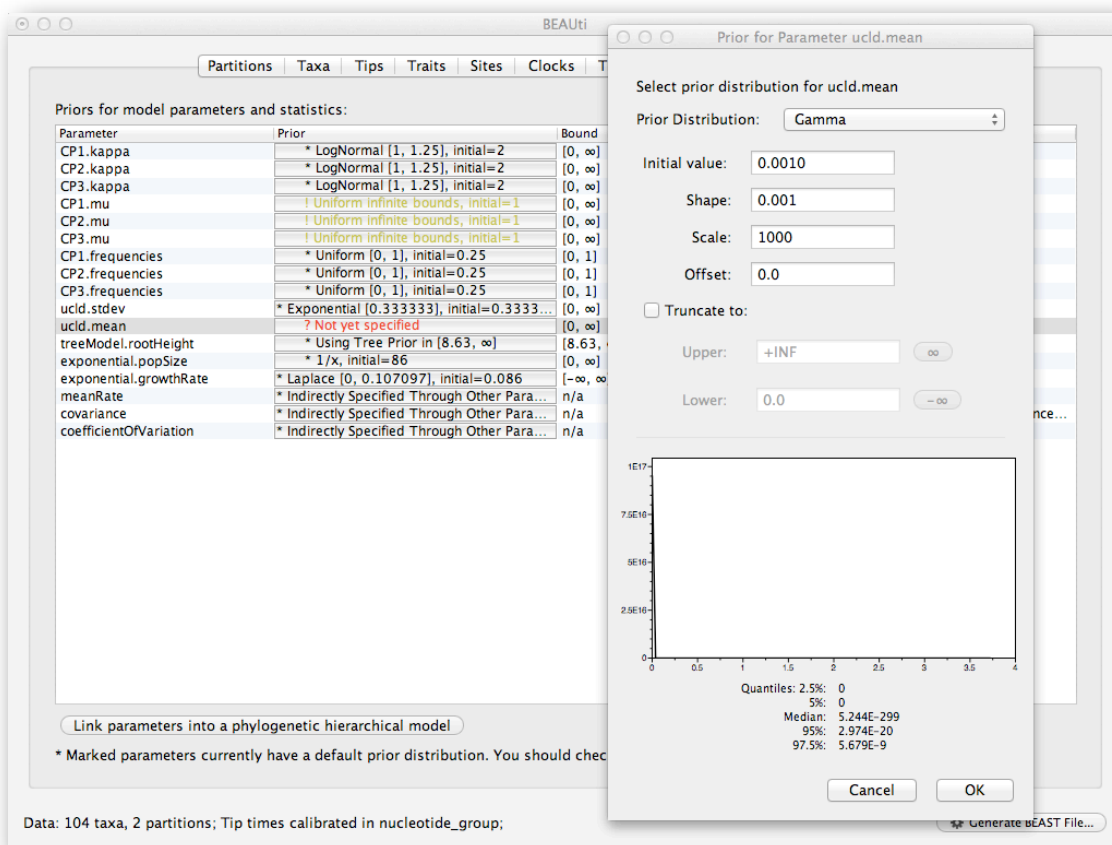 BEAUti
Partitions Taxa Tips Traits Sites Clocks T
Priors for model parameters and statistics:
Parameter Prior Bound
CP1.kappa * LogNormal [1, 1.25], initial=2 [0, ∞]
CP2.kappa * LogNormal [1, 1.25], initial=2 [0, ∞]
CP3.kappa * LogNormal [1, 1.25], initial=2 [0, ∞]
CP1.mu ! Uniform infinite bounds, initial=1 [0, ∞]
CP2.mu ! Uniform infinite bounds, initial=1 [0, ∞]
CP3.mu ! Uniform infinite bounds, initial=1 [0, ∞]
CP1.frequencies * Uniform [0, 1], initial=0.25 [0, 1]
CP2.frequencies * Uniform [0, 1], initial=0.25 [0, 1]
CP3.frequencies * Uniform [0, 1], initial=0.25 [0, 1]
ucld.stdev * Exponential [0.333333], initial=0.3333... [0, ∞]
ucld.mean ? Not yet specified [0, ∞]
treeModel.rootHeight * Using Tree Prior in [8.63, ∞] [8.63,
exponential.popSize * 1/x, initial=86 [0, ∞]
exponential.growthRate * Laplace [0, 0.107097], initial=0.086 [-∞, ∞
meanRate * Indirectly Specified Through Other Para... n/a
covariance * Indirectly Specified Through Other Para... n/a nce...
coefficientOfVariation * Indirectly Specified Through Other Para... n/a
Link parameters into a phylogenetic hierarchical model
* Marked parameters currently have a default prior distribution. You should chec
Data: 104 taxa, 2 partitions; Tip times calibrated in nucleotide_group;
Generate BEAST File...
Prior for Parameter ucld.mean
Select prior distribution for ucld.mean
Prior Distribution: Gamma
Initial value: 0.0010
Shape: 0.001
Scale: 1000
Offset: 0.0
Truncate to:
Upper: +INF ∞
Lower: 0.0 -∞
1E17
7.5E16
5E16
2.5E16
0
0 0.5 1 1.5 2 2.5 3 3.5 4
Quantiles: 2.5%: 0
5%: 0
Median: 5.244E-299
95%: 2.974E-20
97.5%: 5.679E-9
Cancel OK